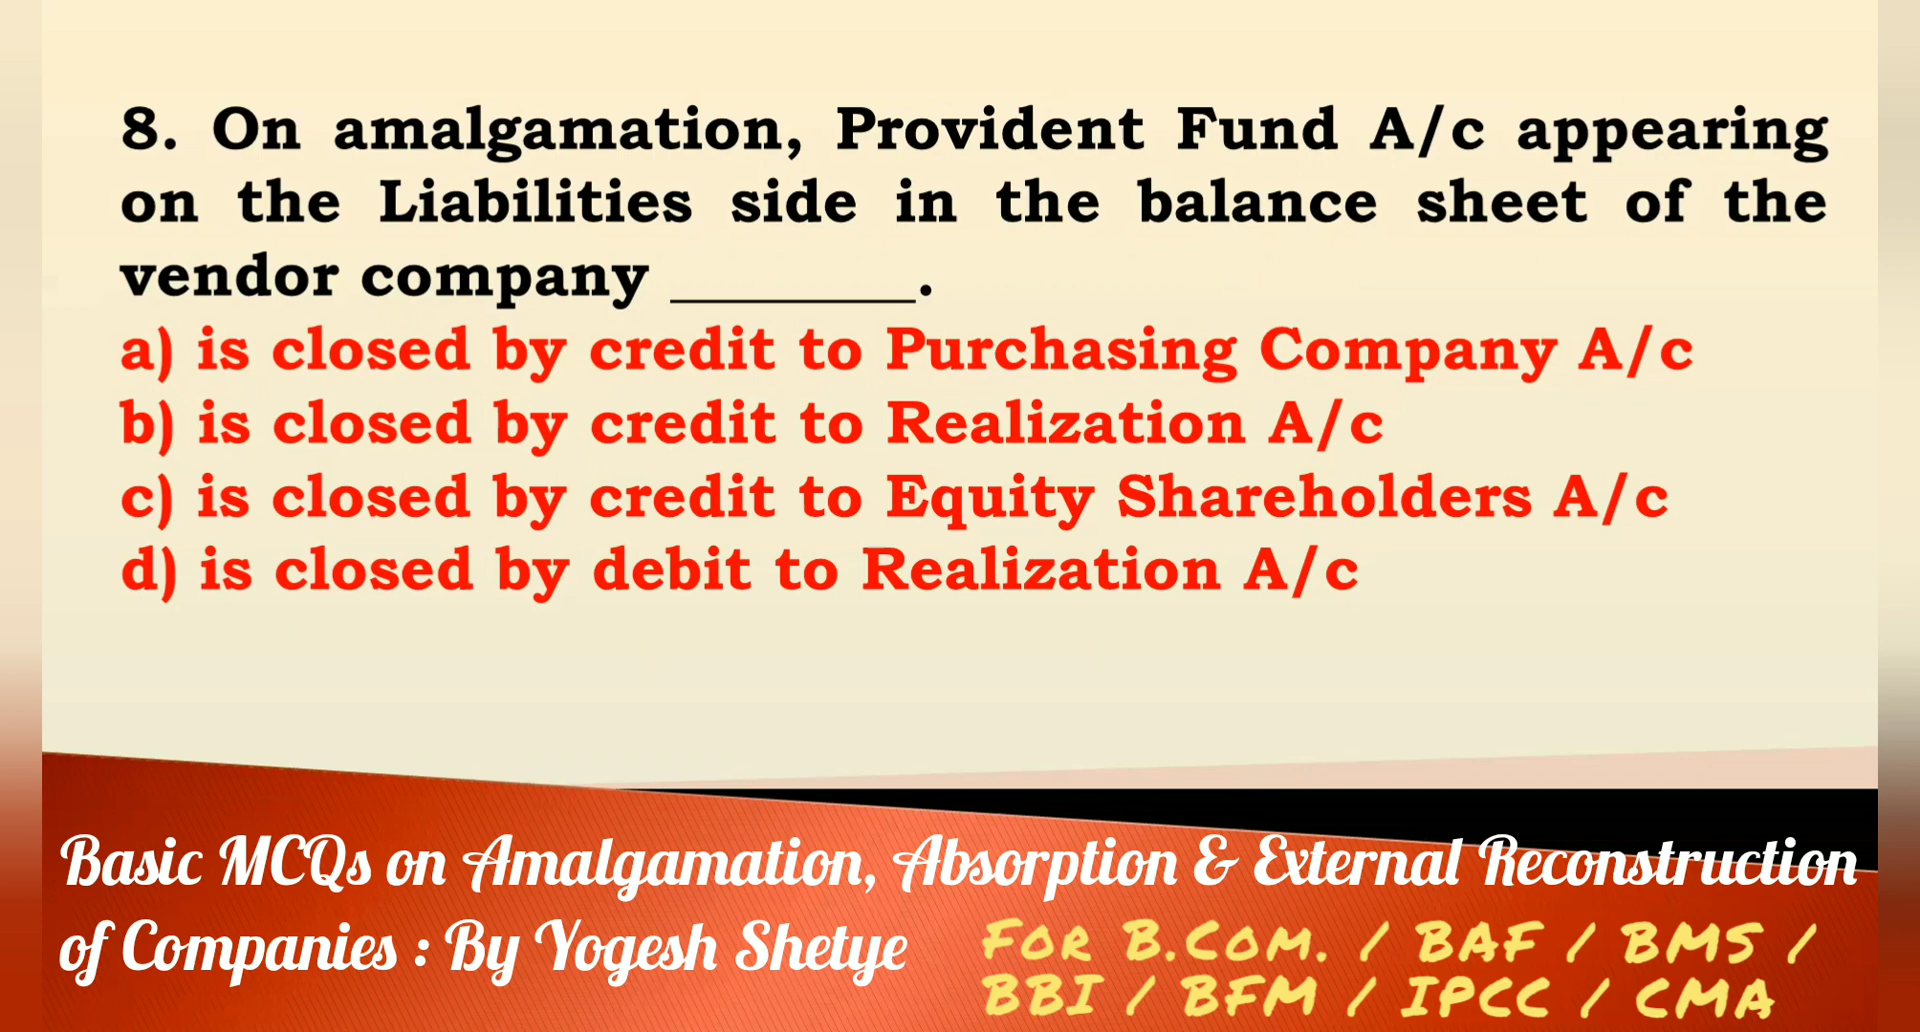 8. On amalgamation, Provident Fund A/c appearing
on the Liabilities side in the balance sheet of the
vendor company ________.
a) is closed by credit to Purchasing Company A/c
b) is closed by credit to Realization A/c
c) is closed by credit to Equity Shareholders A/c
d) is closed by debit to Realization A/c
Basic MCQs on Amalgamation, Absorption & External Reconstruction
of Companies : By Yogesh Shetye
FOR B.COM. / BAF / BMS /
BBI / BFM / IPCC / CMA